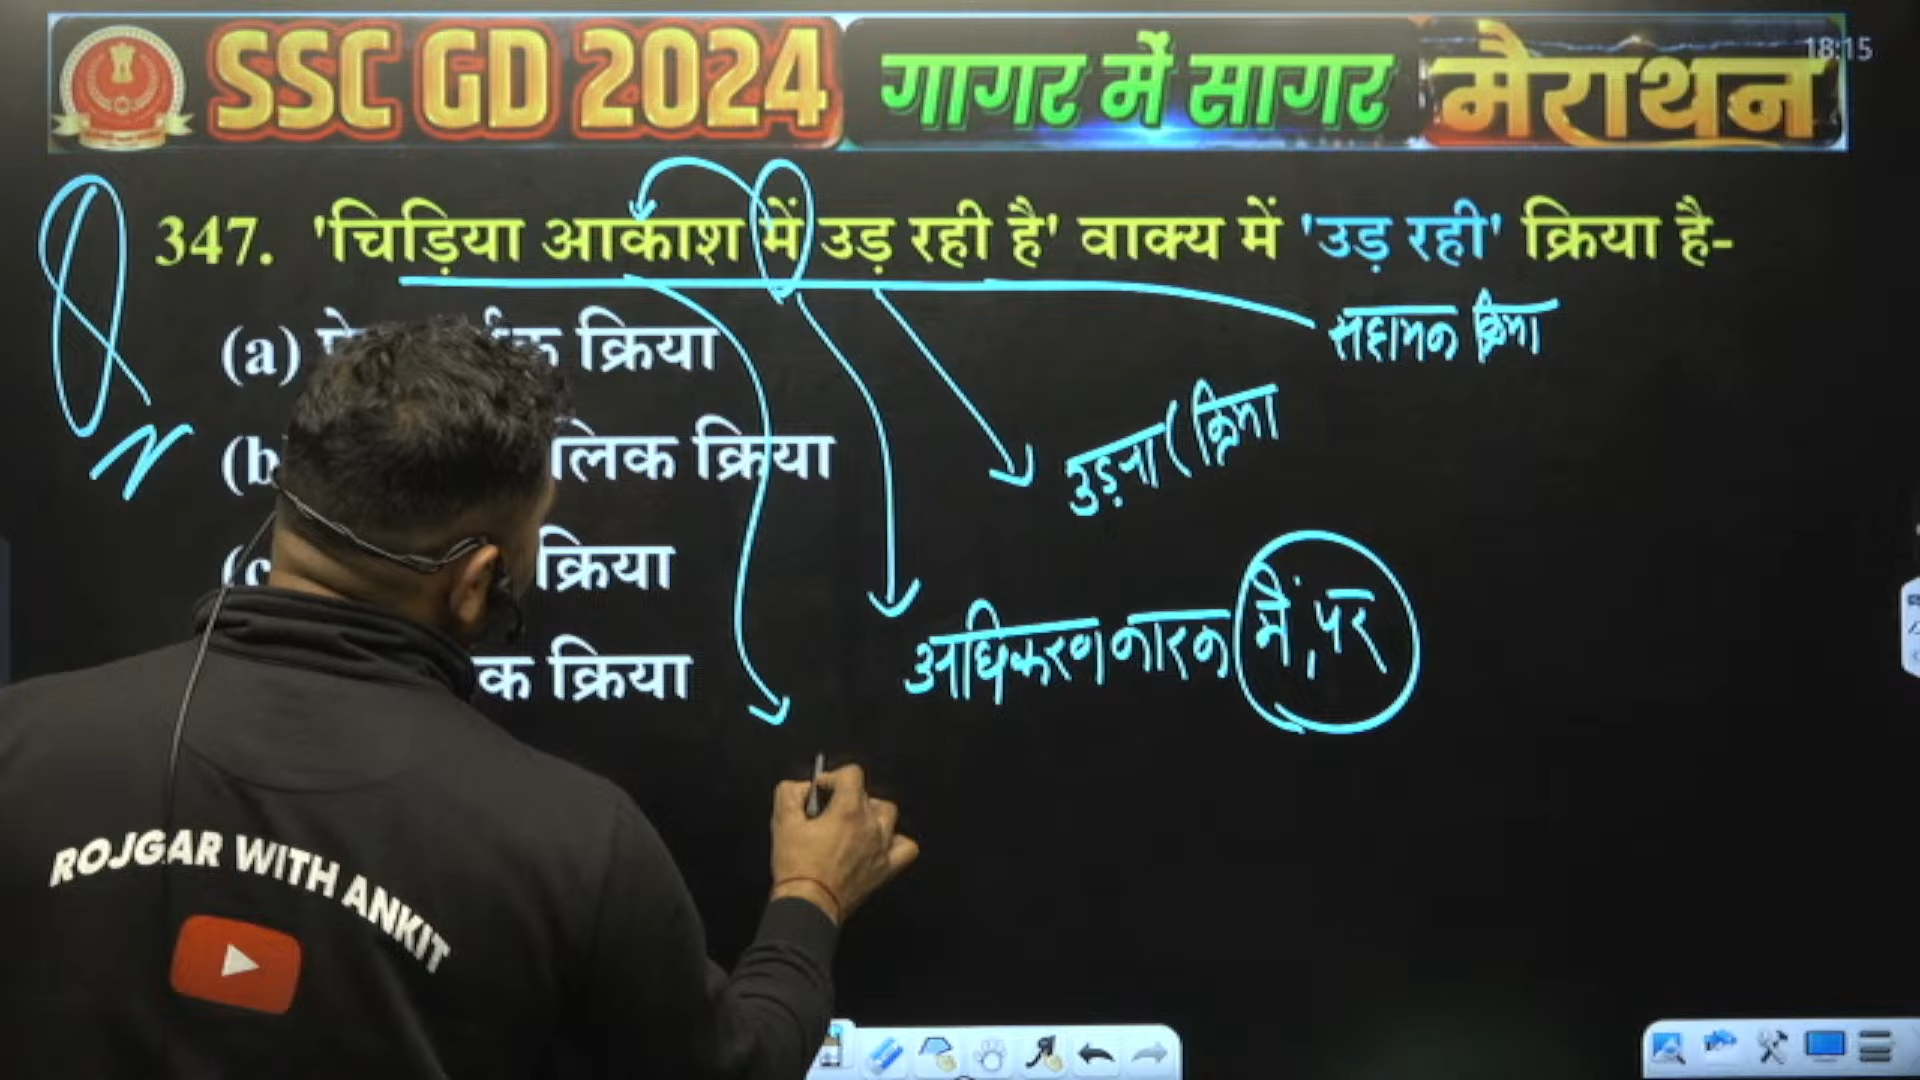 SSC GD 2024 गागर में सागर मैराथन
18:15
347. 'चिड़िया आकाश में उड़ रही है' वाक्य में 'उड़ रही' क्रिया है-
सहायक क्रिया
(a) क्रिया
उड़ना (क्रिया
(b क्रिया
(c क्रिया
अधिकरण कारक में, पर
क्रिया
ROJGAR WITH ANKIT